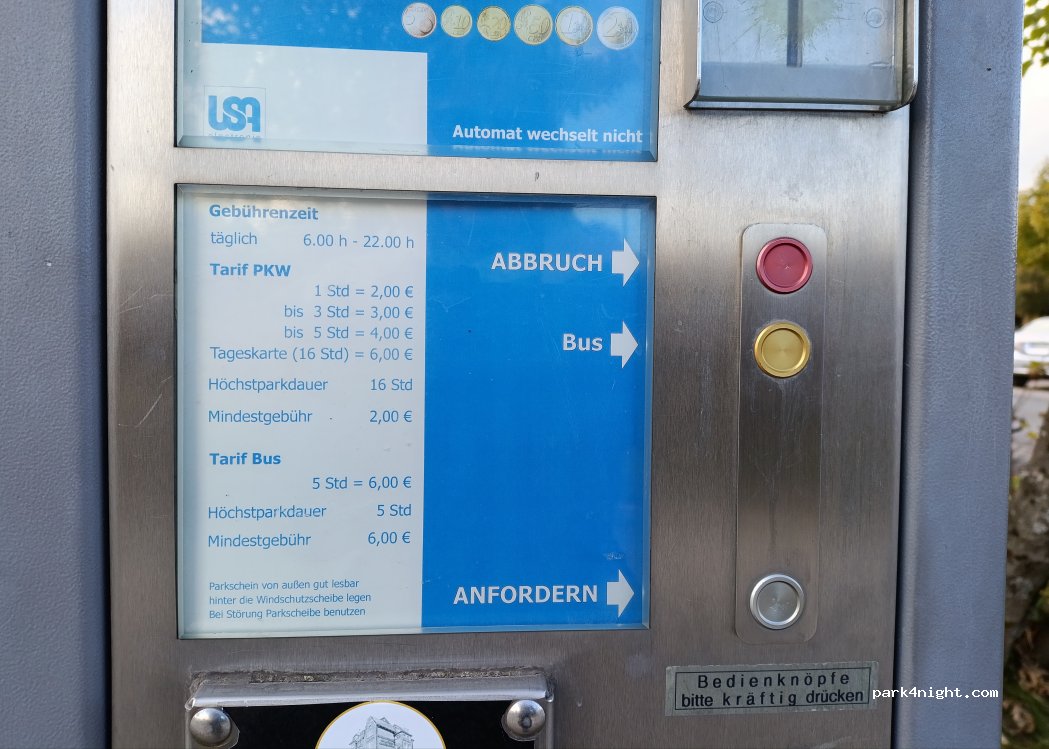 USA
Automat wechselt nicht
Gebührenzeit
täglich 6.00 h - 22.00 h
Tarif PKW
1 Std = 2,00 €
bis 3 Std = 3,00 €
bis 5 Std = 4,00 €
Tageskarte (16 Std) = 6,00 €
Höchstparkdauer 16 Std
Mindestgebühr 2,00 €
Tarif Bus
5 Std = 6,00 €
Höchstparkdauer 5 Std
Mindestgebühr 6,00 €
Parkschein von außen gut lesbar
hinter die Windschutzscheibe legen
Bei Störung Parkscheibe benutzen
ABBRUCH
Bus
ANFORDERN
Bedienknöpfe
bitte kräftig drücken
park4night.com